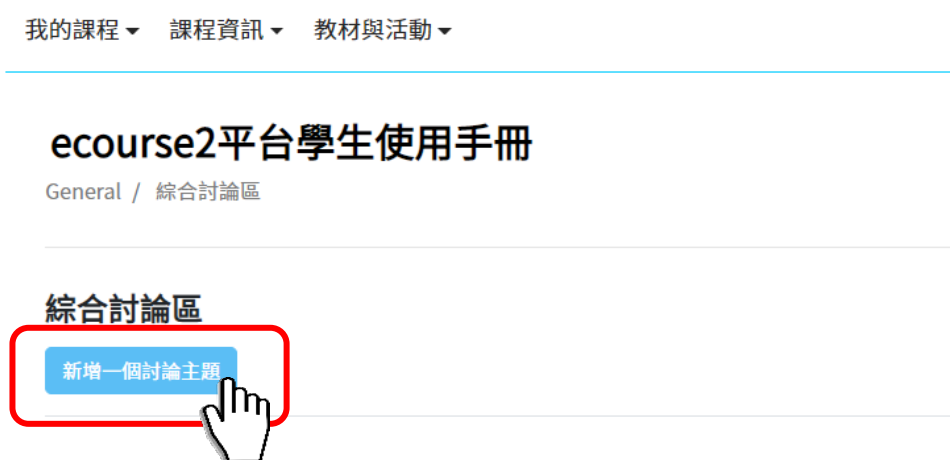 我的課程 課程資訊 教材與活動
ecourse2平台學生使用手冊
General / 綜合討論區
綜合討論區
新增一個討論主題